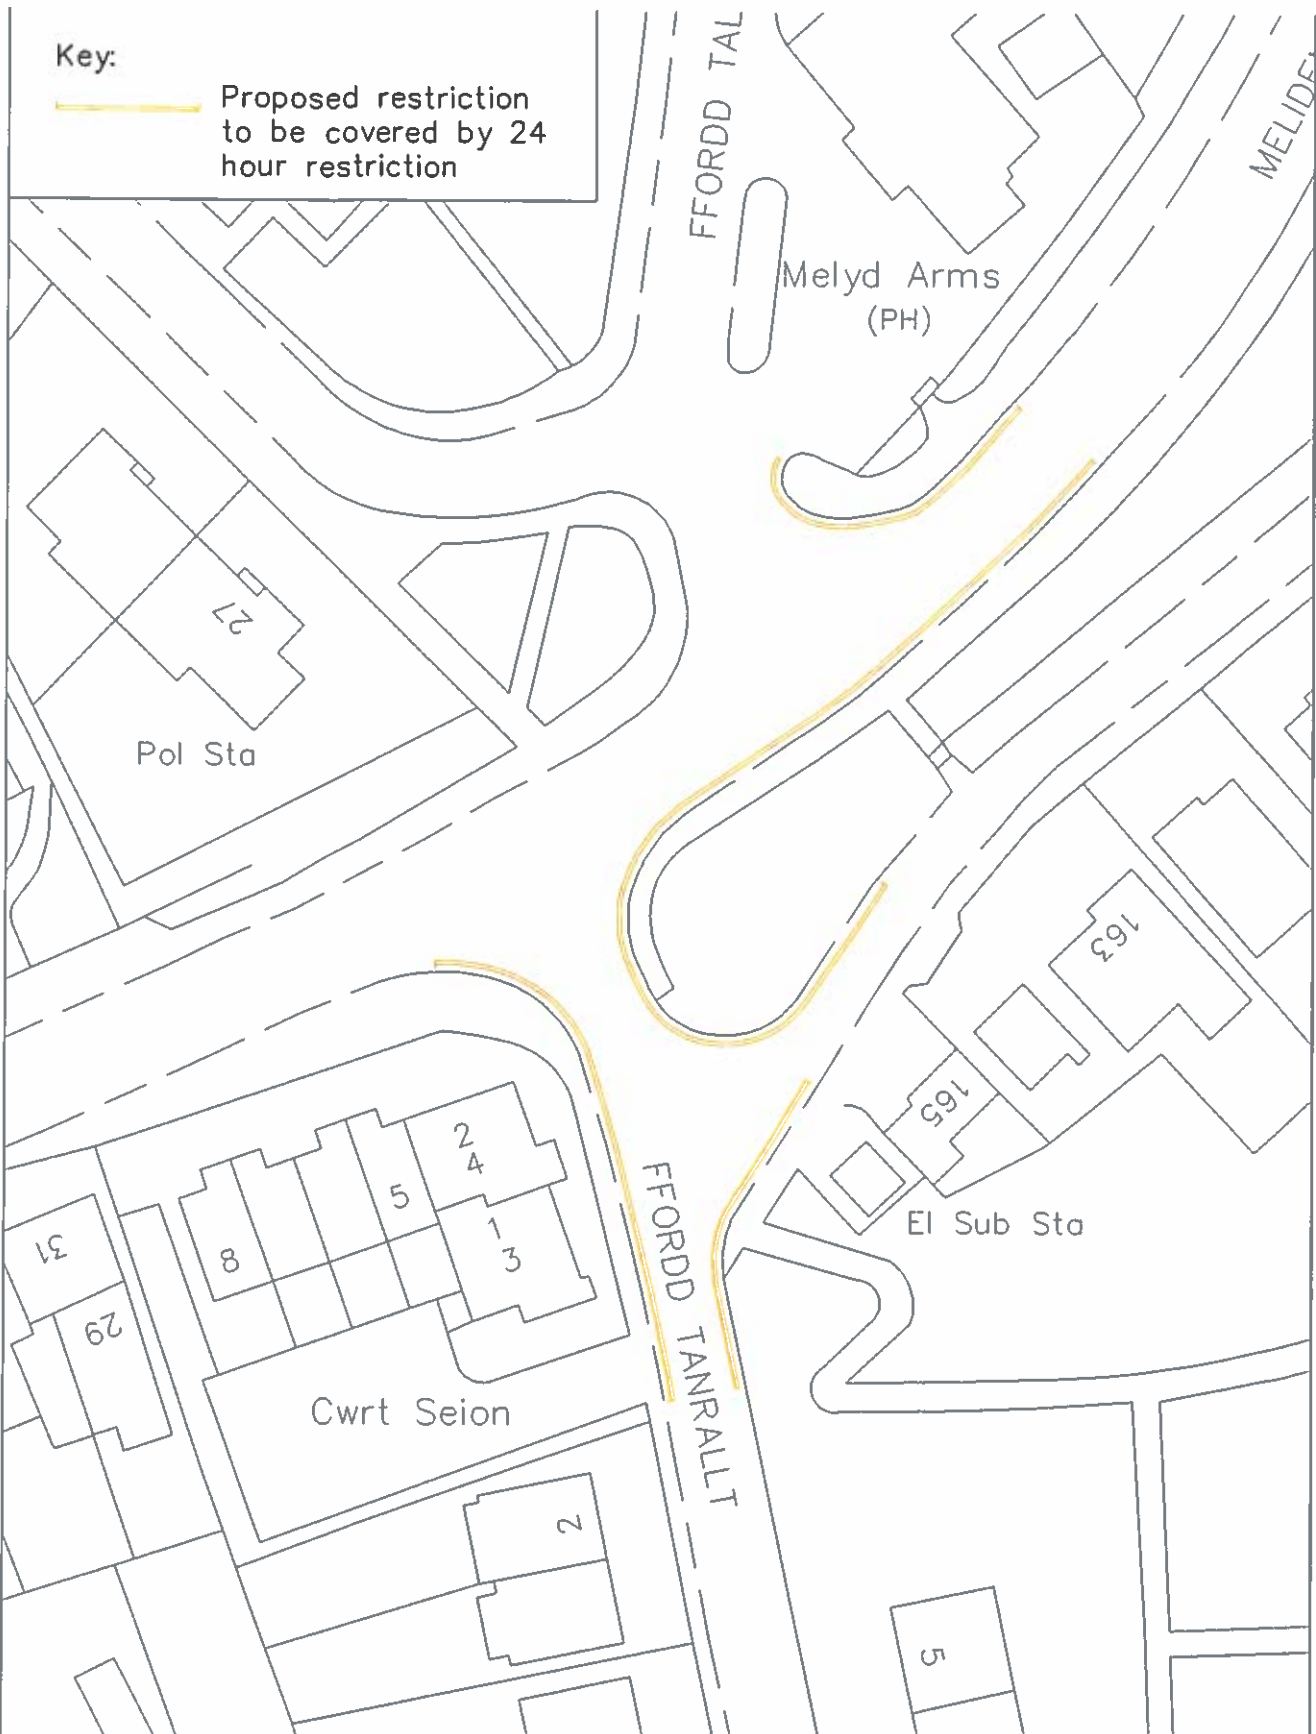 Key:
Proposed restriction
to be covered by 24
hour restriction
FFORDD TAL
MELIDE
Melyd Arms
(PH)
27
Pol Sta
163
165
El Sub Sta
2
4
5
1
3
8
31
29
FFORDD TANRALLT
Cwrt Seion
2
5